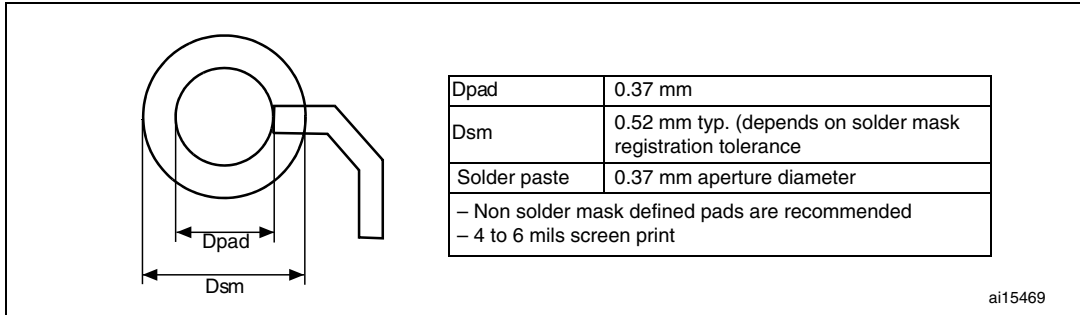 Dpad
Dsm
Dpad 0.37 mm
Dsm 0.52 mm typ. (depends on solder mask
registration tolerance
Solder paste 0.37 mm aperture diameter
– Non solder mask defined pads are recommended
– 4 to 6 mils screen print
ai15469